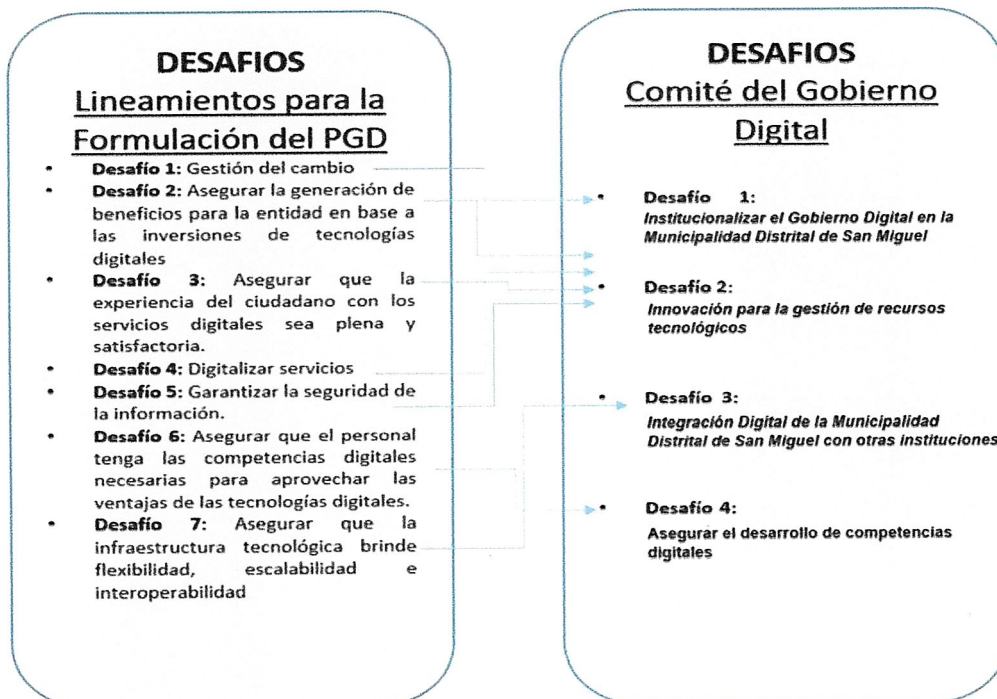 DESAFIOS
Lineamientos para la
Formulación del PGD
• Desafío 1: Gestión del cambio
• Desafío 2: Asegurar la generación de
beneficios para la entidad en base a
las inversiones de tecnologías
digitales
• Desafío 3: Asegurar que la
experiencia del ciudadano con los
servicios digitales sea plena y
satisfactoria.
• Desafío 4: Digitalizar servicios
• Desafío 5: Garantizar la seguridad de
la información.
• Desafío 6: Asegurar que el personal
tenga las competencias digitales
necesarias para aprovechar las
ventajas de las tecnologías digitales.
• Desafío 7: Asegurar que la
infraestructura tecnológica brinde
flexibilidad, escalabilidad e
interoperabilidad
DESAFIOS
Comité del Gobierno
Digital
• Desafío 1:
Institucionalizar el Gobierno Digital en la
Municipalidad Distrital de San Miguel
• Desafío 2:
Innovación para la gestión de recursos
tecnológicos
• Desafío 3:
Integración Digital de la Municipalidad
Distrital de San Miguel con otras instituciones
• Desafío 4:
Asegurar el desarrollo de competencias
digitales